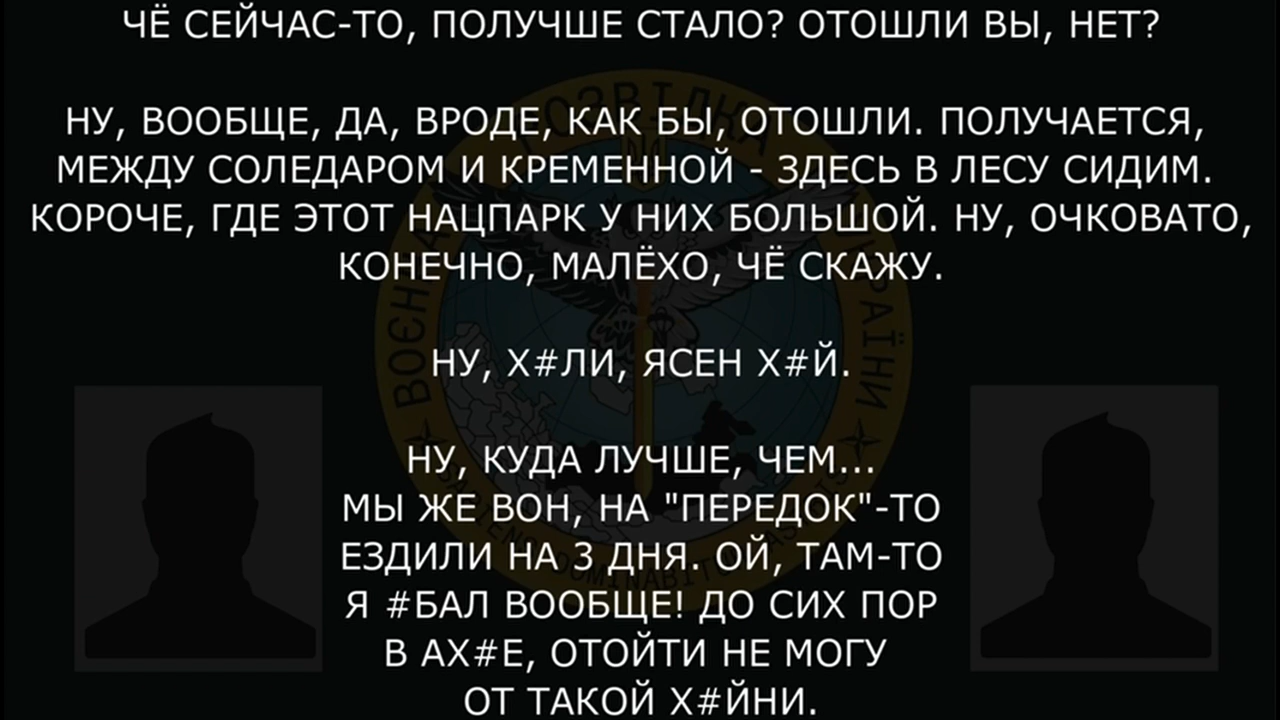 ЧЁ СЕЙЧАС-ТО, ПОЛУЧШЕ СТАЛО? ОТОШЛИ ВЫ, НЕТ?
НУ, ВООБЩЕ, ДА, ВРОДЕ, КАК БЫ, ОТОШЛИ. ПОЛУЧАЕТСЯ,
МЕЖДУ СОЛЕДАРОМ И КРЕМЕННОЙ - ЗДЕСЬ В ЛЕСУ СИДИМ.
КОРОЧЕ, ГДЕ ЭТОТ НАЦПАРК У НИХ БОЛЬШОЙ. НУ, ОЧКОВАТО,
КОНЕЧНО, МАЛЁХО, ЧЁ СКАЖУ.
НУ, Х#ЛИ, ЯСЕН Х#Й.
НУ, КУДА ЛУЧШЕ, ЧЕМ...
МЫ ЖЕ ВОН, НА "ПЕРЕДОК"-ТО
ЕЗДИЛИ НА 3 ДНЯ. ОЙ, ТАМ-ТО
Я #БАЛ ВООБЩЕ! ДО СИХ ПОР
В АХ#Е, ОТОЙТИ НЕ МОГУ
ОТ ТАКОЙ Х#ЙНИ.